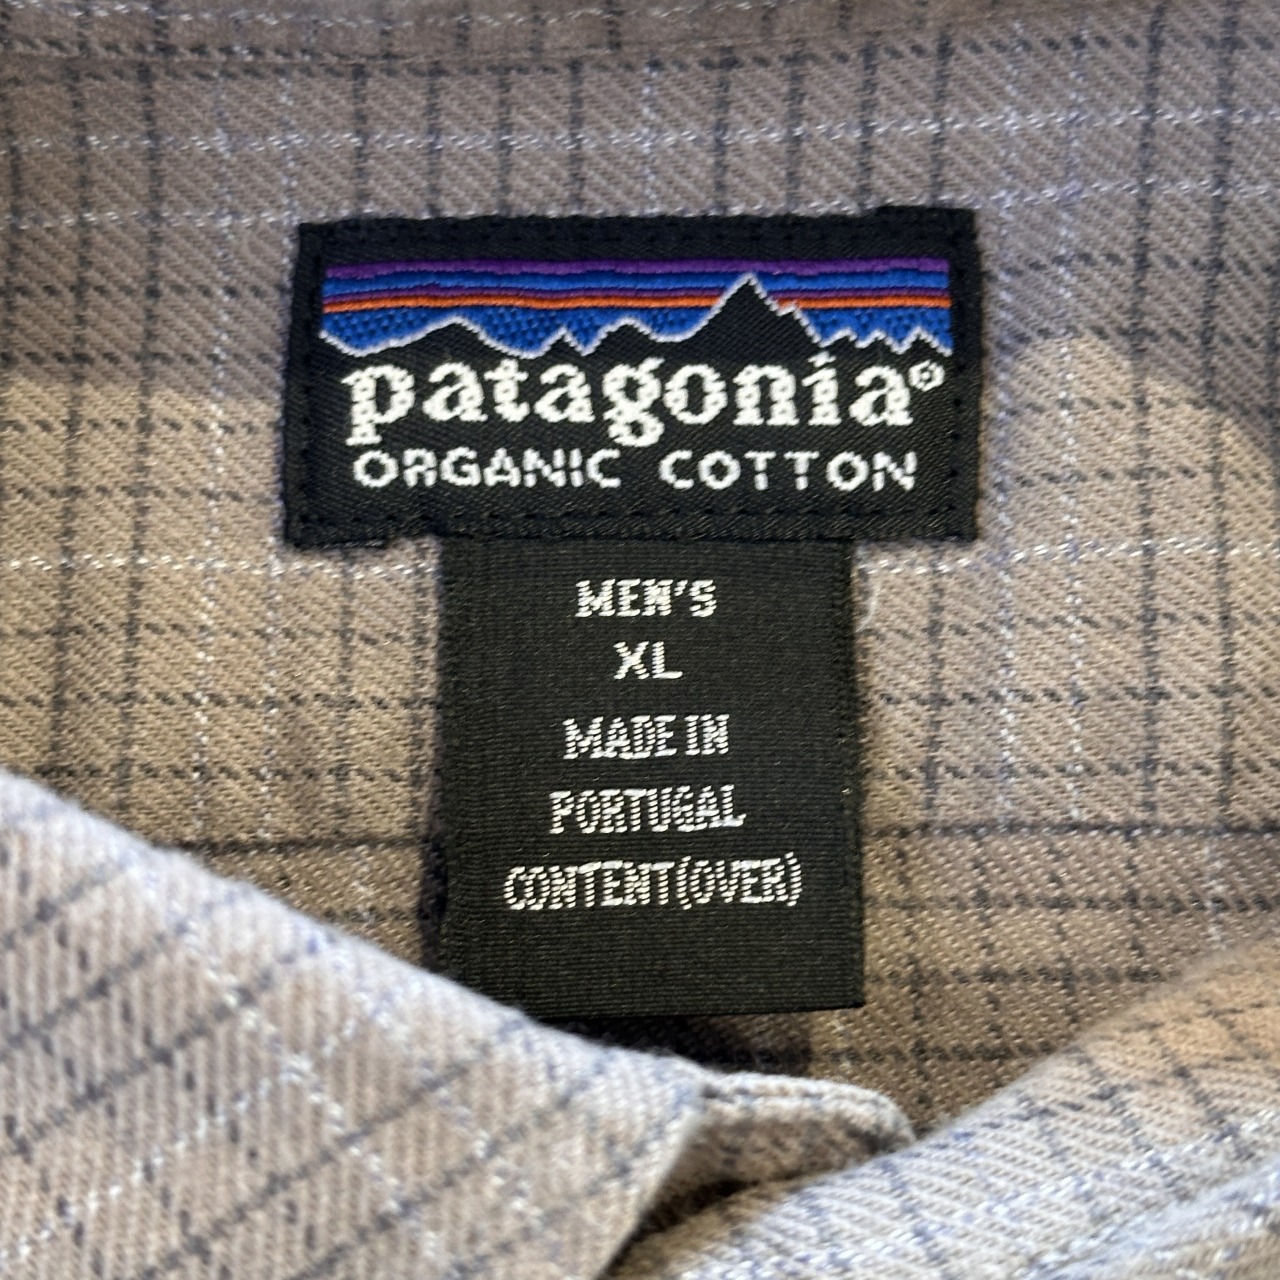 patagonia®
ORGANIC COTTON
MEN'S
XL
MADE IN
PORTUGAL
CONTENT(OVER)